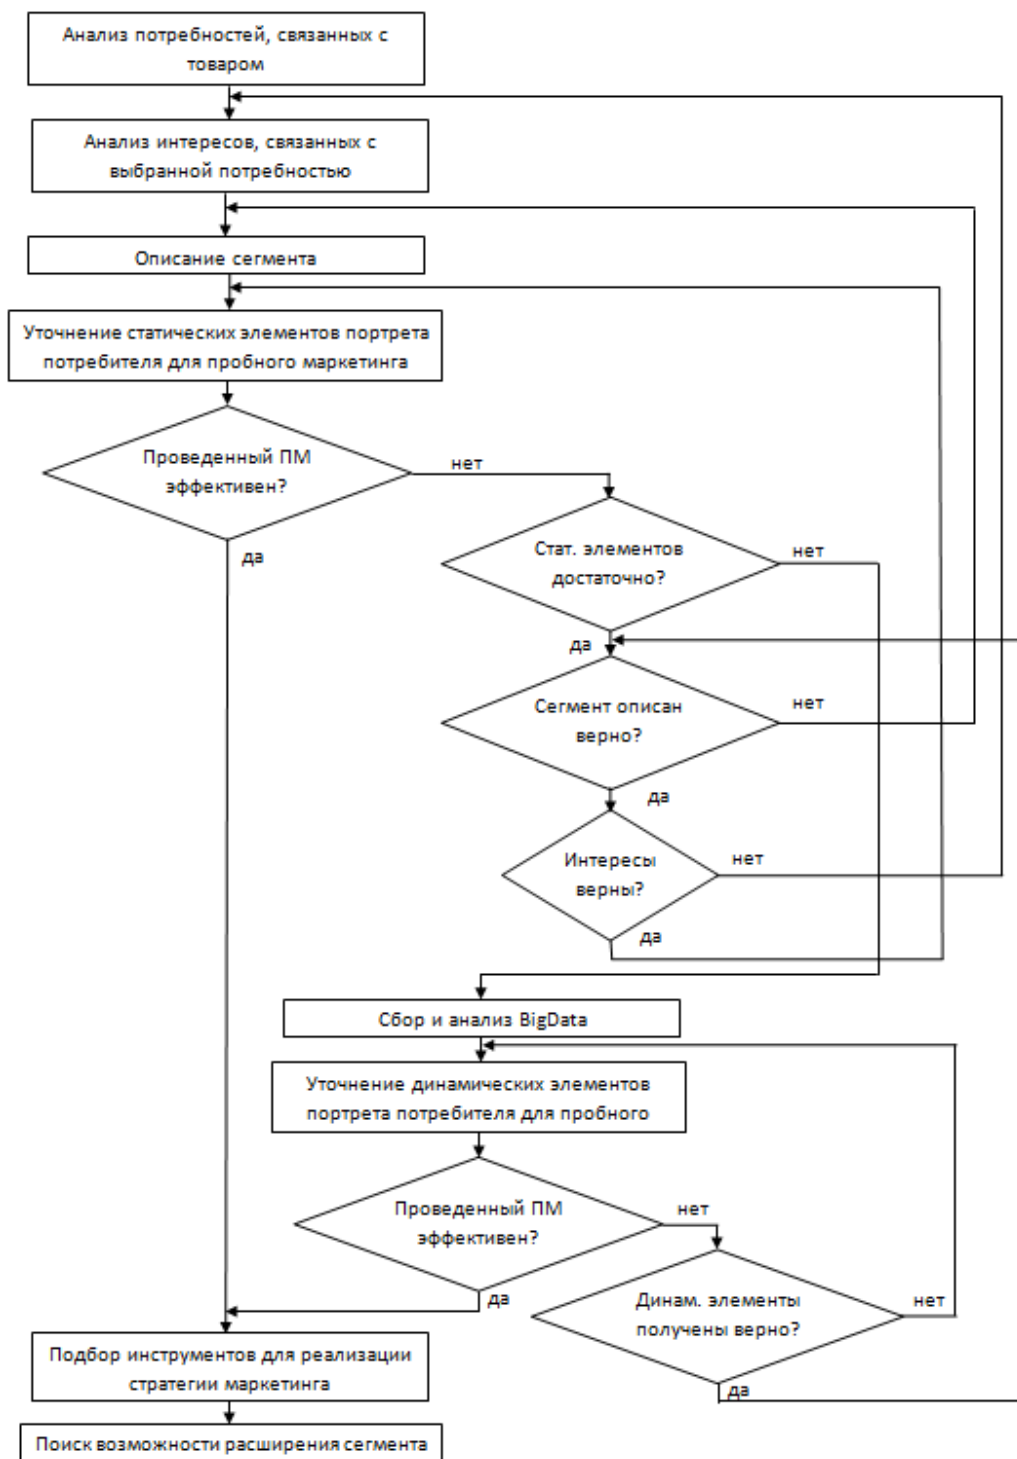 Анализ потребностей, связанных с
товаром
Анализ интересов, связанных с
выбранной потребностью
Описание сегмента
Уточнение статических элементов портрета
потребителя для пробного маркетинга
Проведенный ПМ
эффективен?
нет
да
Стат. элементов
достаточно?
нет
да
Сегмент описан
верно?
нет
да
Интересы
верны?
нет
да
Сбор и анализ BigData
Уточнение динамических элементов
портрета потребителя для пробного
Проведенный ПМ
эффективен?
нет
да
Динам. элементы
получены верно?
нет
да
Подбор инструментов для реализации
стратегии маркетинга
Поиск возможности расширения сегмента